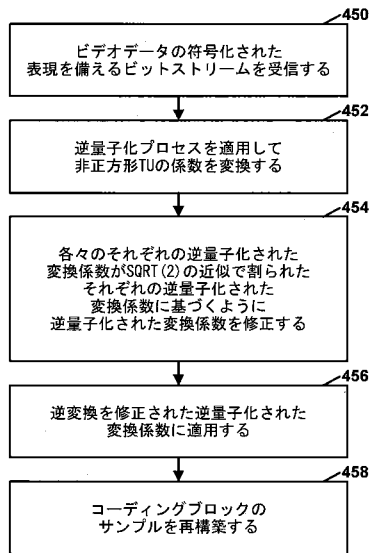 450
ビデオデータの符号化された
表現を備えるビットストリームを受信する
452
逆量子化プロセスを適用して
非正方形TUの係数を変換する
454
各々のそれぞれの逆量子化された
変換係数がSQRT(2)の近似で割られた
それぞれの逆量子化された
変換係数に基づくように
逆量子化された変換係数を修正する
456
逆変換を修正された逆量子化された
変換係数に適用する
458
コーディングブロックの
サンプルを再構築する